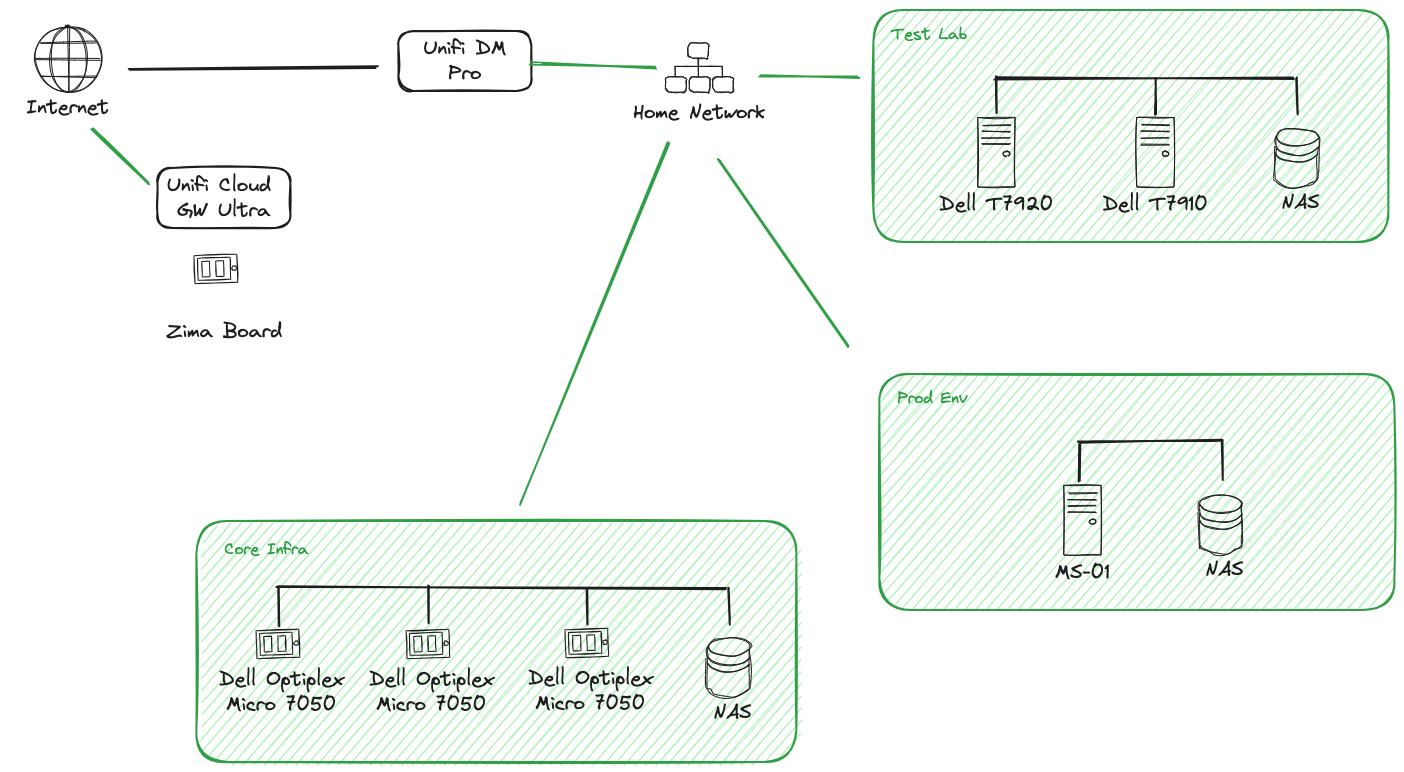 Internet
Unifi DM
Pro
Home Network
Test Lab
Dell T7920
Dell T7910
NAS
Unifi Cloud
GW Ultra
Zima Board
Prod Env
MS-01
NAS
Core Infra
Dell Optiplex
Micro 7050
Dell Optiplex
Micro 7050
Dell Optiplex
Micro 7050
NAS